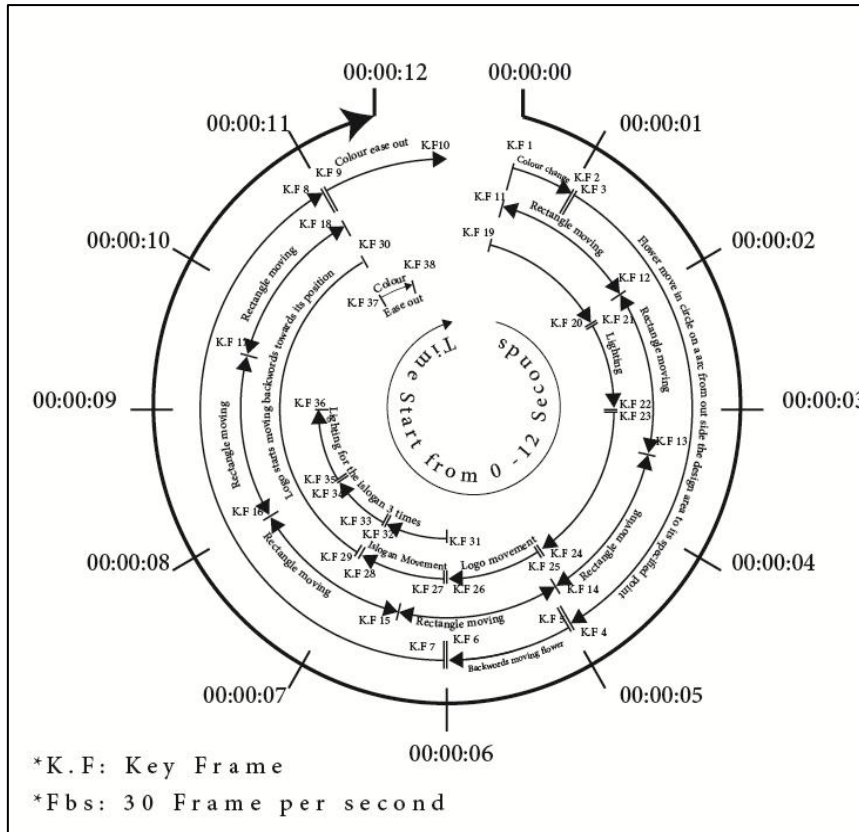 00:00:12
00:00:00
00:00:11
00:00:01
00:00:10
00:00:02
00:00:09
00:00:03
00:00:08
00:00:04
00:00:07
00:00:05
00:00:06
K.F 1
Colour change
K.F 2
K.F 3
Flower move in circle on a arc from out side the design area to its specified point
K.F 4
K.F 5
Backwords moving flower
K.F 6
K.F 7
K.F 8
K.F 9
Colour ease out
K.F10
K.F 11
Rectangle moving
K.F 12
Rectangle moving
K.F 13
Rectangle moving
K.F 14
Rectangle moving
K.F 15
Rectangle moving
K.F 16
Rectangle moving
K.F 17
Rectangle moving
K.F 18
K.F 19
K.F 20
K.F 21
Lighting
K.F 22
K.F 23
K.F 24
K.F 25
Logo movement
K.F 26
K.F 27
Islogan Movement
K.F 28
K.F 29
Logo starts moving backwords towards its position
K.F 30
K.F 31
K.F 32
K.F 33
Lighting for the islogan 3 times
K.F 34
K.F 35
K.F 36
K.F 37
Colour
Ease out
K.F 38
Time Start from 0 -12 Seconds
*K.F: Key Frame
*Fbs: 30 Frame per second